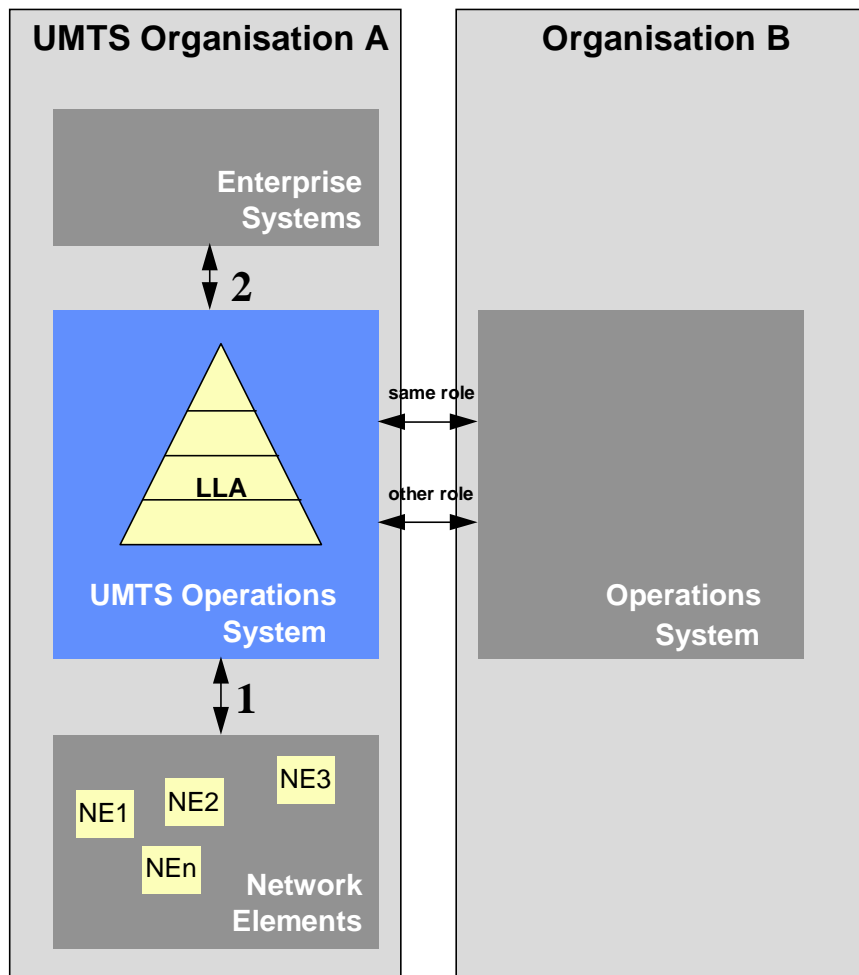 UMTS Organisation A
Enterprise
Systems
2
LLA
UMTS Operations
System
1
NE1
NE2
NE3
NEn
Network
Elements
same role
other role
Organisation B
Operations
System